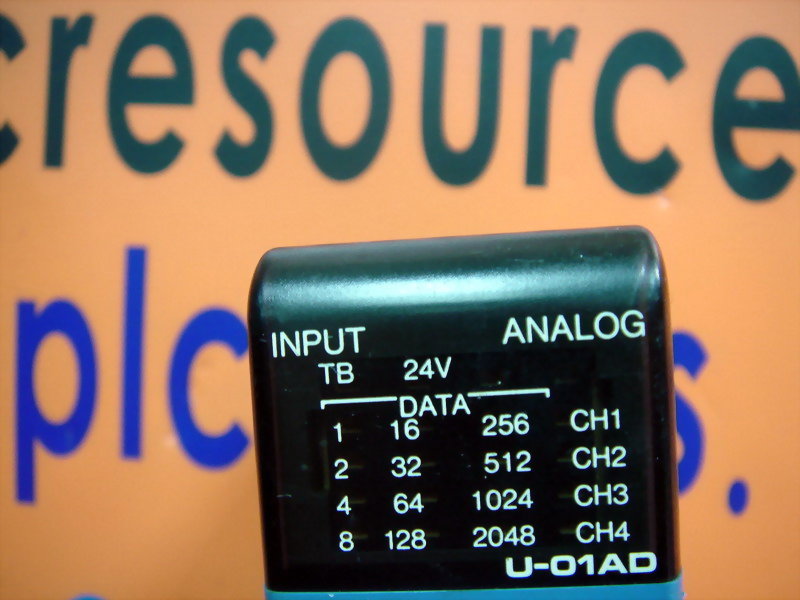 cresource
plc s.
INPUT ANALOG
TB 24V
DATA
1 16 256 CH1
2 32 512 CH2
4 64 1024 CH3
8 128 2048 CH4
U-01AD